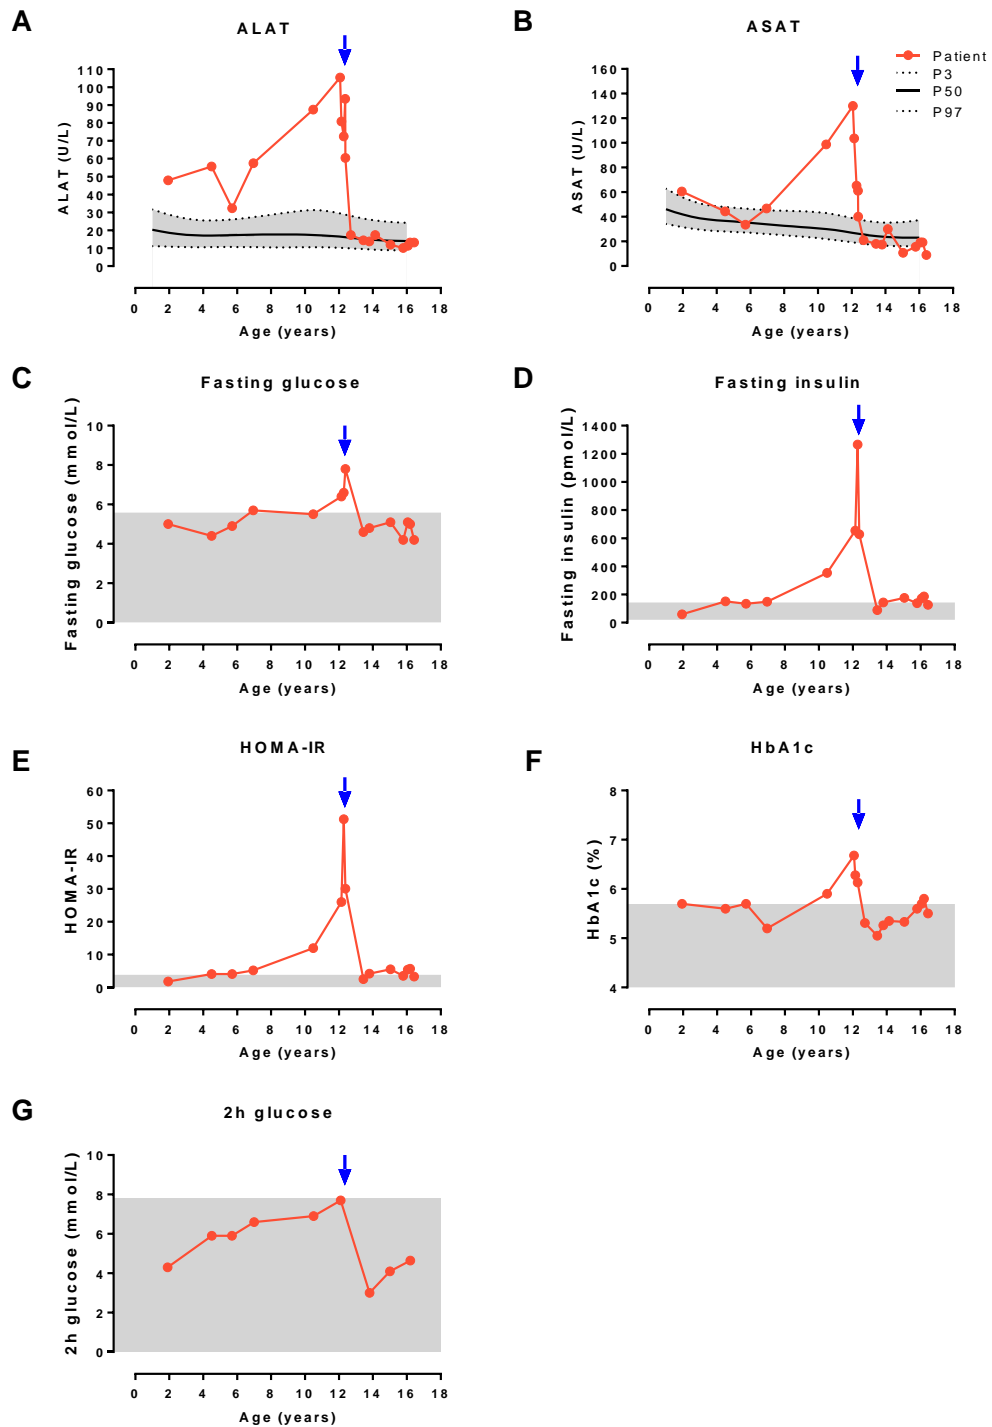 A
ALAT
ALAT (U/L)
110
100
90
80
70
60
50
40
30
20
10
0
0 2 4 6 8 10 12 14 16 18
Age (years)
B
ASAT
Patient
P3
P50
P97
ASAT (U/L)
160
140
120
100
80
60
40
20
0
0 2 4 6 8 10 12 14 16 18
Age (years)
C
Fasting glucose
Fasting glucose (mmol/L)
10
8
6
4
2
0
0 2 4 6 8 10 12 14 16 18
Age (years)
D
Fasting insulin
Fasting insulin (pmol/L)
1400
1200
1000
800
600
400
200
0
0 2 4 6 8 10 12 14 16 18
Age (years)
E
HOMA-IR
HOMA-IR
60
50
40
30
20
10
0
0 2 4 6 8 10 12 14 16 18
Age (years)
F
HbA1c
HbA1c (%)
8
7
6
5
4
0 2 4 6 8 10 12 14 16 18
Age (years)
G
2h glucose
2h glucose (mmol/L)
10
8
6
4
2
0
0 2 4 6 8 10 12 14 16 18
Age (years)